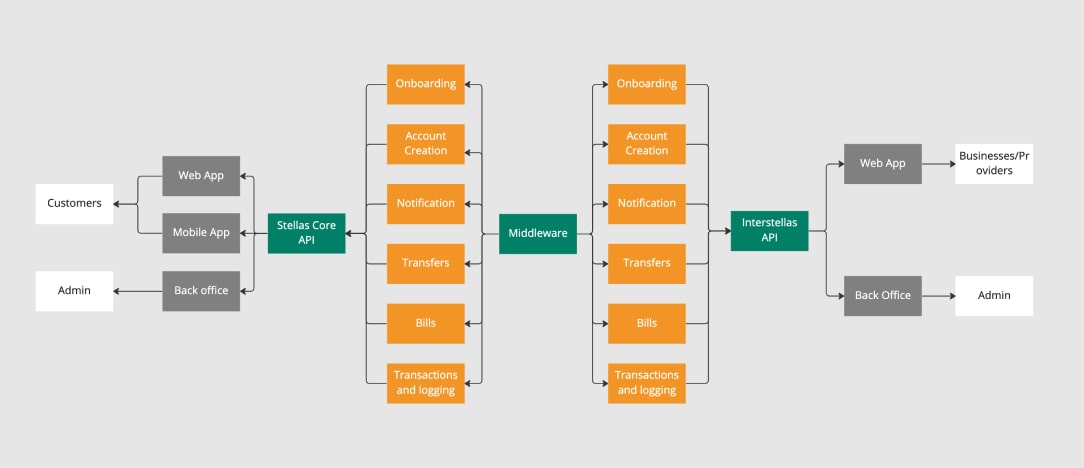 Customers
Admin
Web App
Mobile App
Back office
Stellas Core
API
Onboarding
Account
Creation
Notification
Transfers
Bills
Transactions
and logging
Middleware
Onboarding
Account
Creation
Notification
Transfers
Bills
Transactions
and logging
Interstellas
API
Web App
Back Office
Businesses/Pr
oviders
Admin